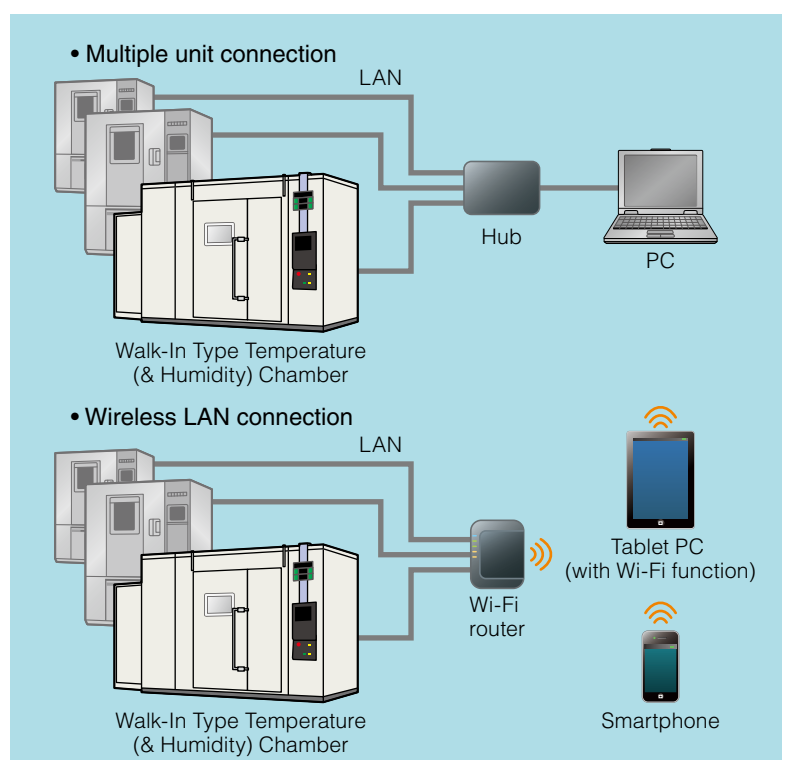 • Multiple unit connection
LAN
Hub
PC
Walk-In Type Temperature
(& Humidity) Chamber
• Wireless LAN connection
LAN
Tablet PC
(with Wi-Fi function)
Wi-Fi
router
Smartphone
Walk-In Type Temperature
(& Humidity) Chamber